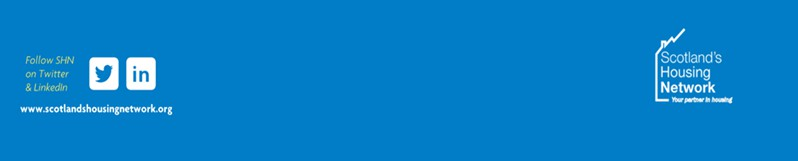 Follow SHN
on Twitter
& LinkedIn
in
www.scotlandshousingnetwork.org
Scotland's
Housing
Network
Your partner in housing